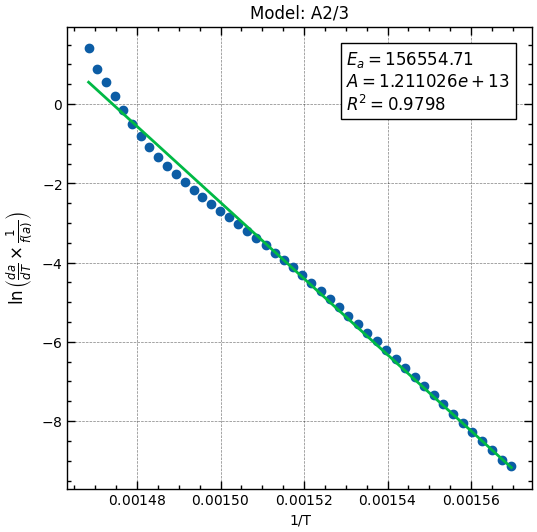 Model: A2/3
E_a = 156554.71
A = 1.211026e + 13
R^2 = 0.9798
ln(da/dT × 1/f(a))
0
−2
−4
−6
−8
0.00148 0.00150 0.00152 0.00154 0.00156
1/T